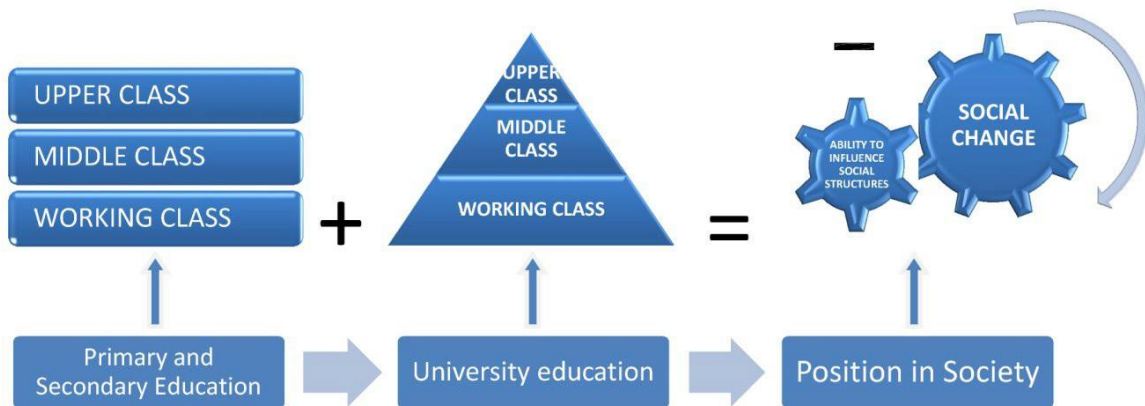 UPPER CLASS
MIDDLE CLASS
WORKING CLASS
+
UPPER
CLASS
MIDDLE
CLASS
WORKING CLASS
=
–
ABILITY TO
INFLUENCE
SOCIAL
STRUCTURES
SOCIAL
CHANGE
Primary and
Secondary Education
University education
Position in Society